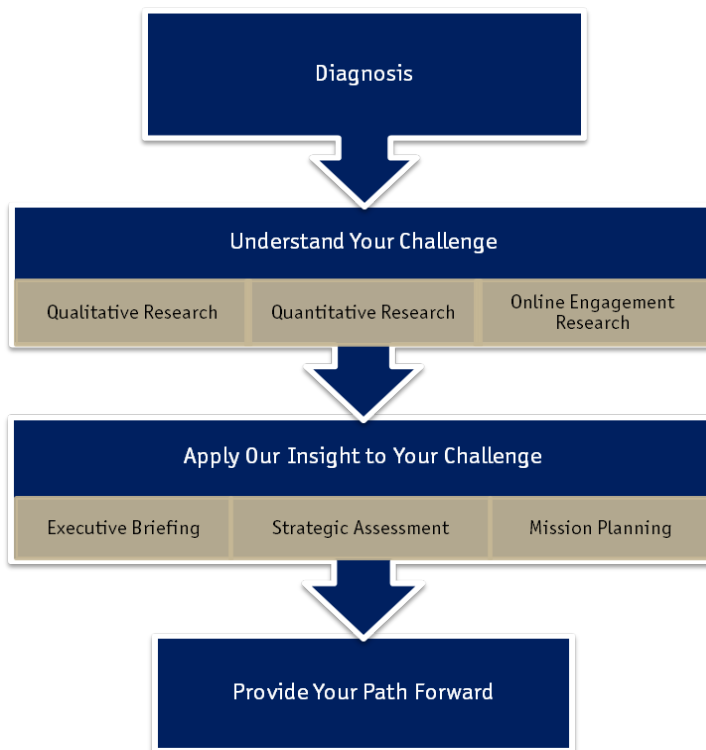 Diagnosis
Understand Your Challenge
Qualitative Research
Quantitative Research
Online Engagement
Research
Apply Our Insight to Your Challenge
Executive Briefing
Strategic Assessment
Mission Planning
Provide Your Path Forward